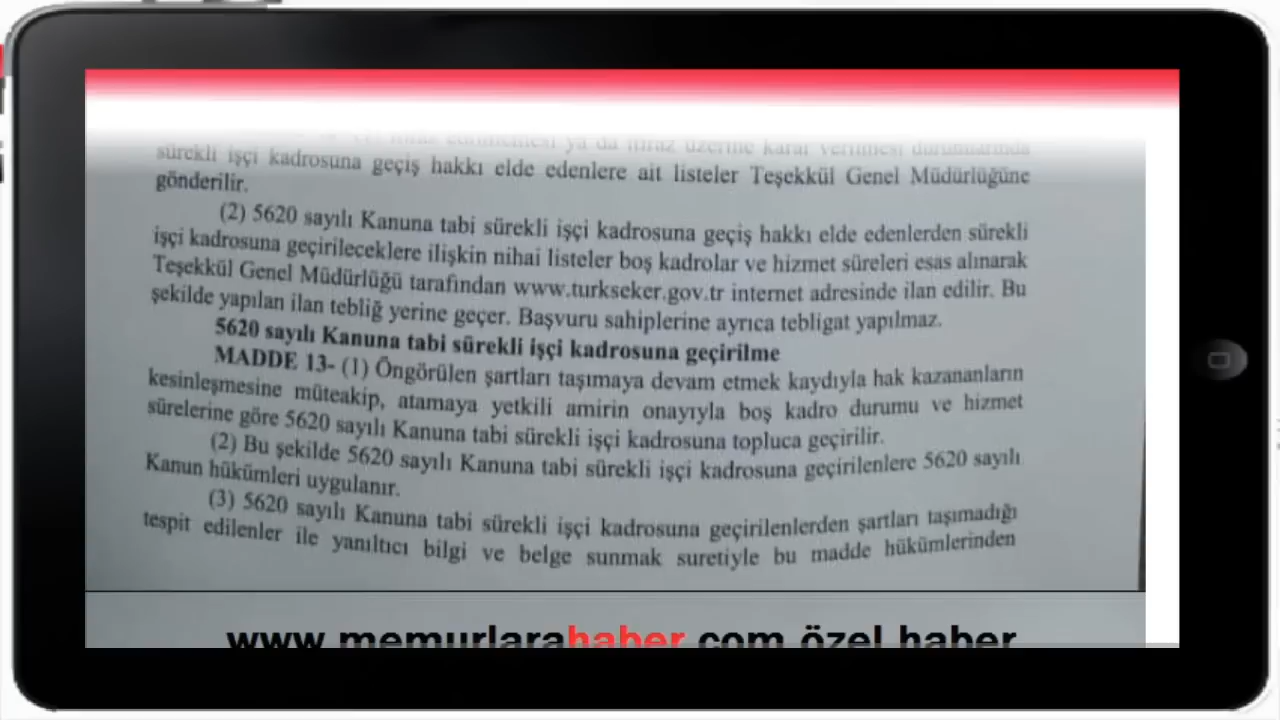 ya da itiraz üzerine karar verilmesi durumlarında
sürekli işçi kadrosuna geçiş hakkı elde edenlere ait listeler Teşekkül Genel Müdürlüğüne
gönderilir.
(2) 5620 sayılı Kanuna tabi sürekli işçi kadrosuna geçiş hakkı elde edenlerden sürekli
işçi kadrosuna geçirileceklere ilişkin nihai listeler boş kadrolar ve hizmet süreleri esas alınarak
Teşekkül Genel Müdürlüğü tarafından www.turkseker.gov.tr internet adresinde ilan edilir. Bu
şekilde yapılan ilan tebliğ yerine geçer. Başvuru sahiplerine ayrıca tebligat yapılmaz.
5620 sayılı Kanuna tabi sürekli işçi kadrosuna geçirilme
MADDE 13- (1) Öngörülen şartları taşımaya devam etmek kaydıyla hak kazananların
kesinleşmesine müteakip, atamaya yetkili amirin onayıyla boş kadro durumu ve hizmet
sürelerine göre 5620 sayılı Kanuna tabi sürekli işçi kadrosuna topluca geçirilir.
(2) Bu şekilde 5620 sayılı Kanuna tabi sürekli işçi kadrosuna geçirilenlere 5620 sayılı
Kanun hükümleri uygulanır.
(3) 5620 sayılı Kanuna tabi sürekli işçi kadrosuna geçirilenlerden şartları taşımadığı
tespit edilenler ile yanıltıcı bilgi ve belge sunmak suretiyle bu madde hükümlerinden
www.memurlarahaber.com özel haber